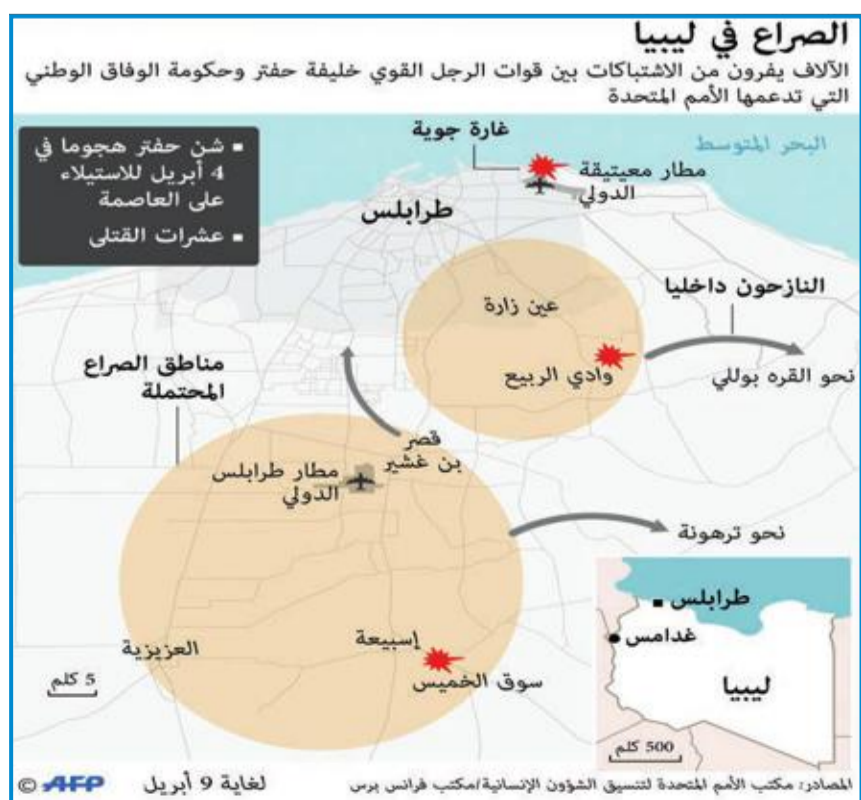 الصراع في ليبيا
الآلاف يفرون من الاشتباكات بين قوات الرجل القوي خليفة حفتر وحكومة الوفاق الوطني
التي تدعمها الأمم المتحدة
غارة جوية
البحر المتوسط
▪ شن حفتر هجوما في
4 أبريل للاستيلاء
على العاصمة
▪ عشرات القتلى
مطار معيتيقة
الدولي
طرابلس
النازحون داخليا
عين زارة
مناطق الصراع
المحتملة
وادي الربيع
نحو القره بوللي
قصر
بن غشير
مطار طرابلس
الدولي
نحو ترهونة
إسبيعة
العزيزية
سوق الخميس
5 كلم
طرابلس
غدامس
ليبيا
500 كلم
المصادر: مكتب الأمم المتحدة لتنسيق الشؤون الإنسانية/مكتب فرانس برس
لغاية 9 أبريل
AFP ©